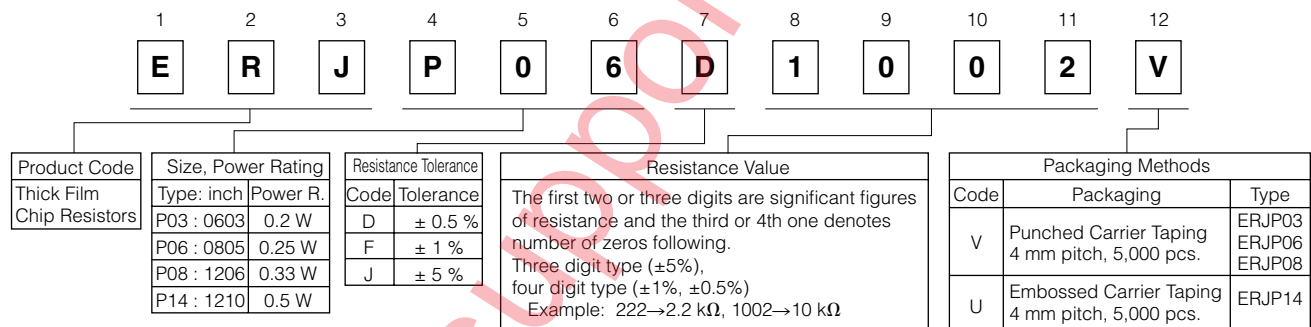 1 2 3 4 5 6 7 8 9 10 11 12
E R J P 0 6 D 1 0 0 2 V
Product Code
Thick Film
Chip Resistors
Size, Power Rating
Type: inch Power R.
P03 : 0603 0.2 W
P06 : 0805 0.25 W
P08 : 1206 0.33 W
P14 : 1210 0.5 W
Resistance Tolerance
Code Tolerance
D ± 0.5 %
F ± 1 %
J ± 5 %
Resistance Value
The first two or three digits are significant figures
of resistance and the third or 4th one denotes
number of zeros following.
Three digit type (±5%),
four digit type (±1%, ±0.5%)
Example: 222→2.2 kΩ, 1002→10 kΩ
Packaging Methods
Code Packaging Type
V Punched Carrier Taping
4 mm pitch, 5,000 pcs.
ERJP03
ERJP06
ERJP08
U Embossed Carrier Taping
4 mm pitch, 5,000 pcs.
ERJP14